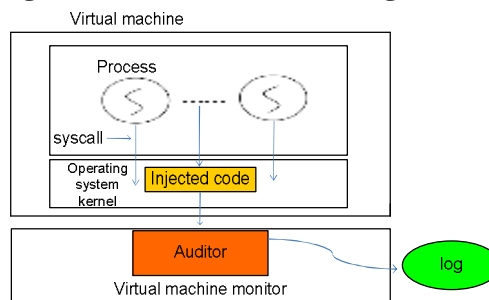 Virtual machine
Process
syscall
Operating
system
kernel
Injected code
Auditor
log
Virtual machine monitor